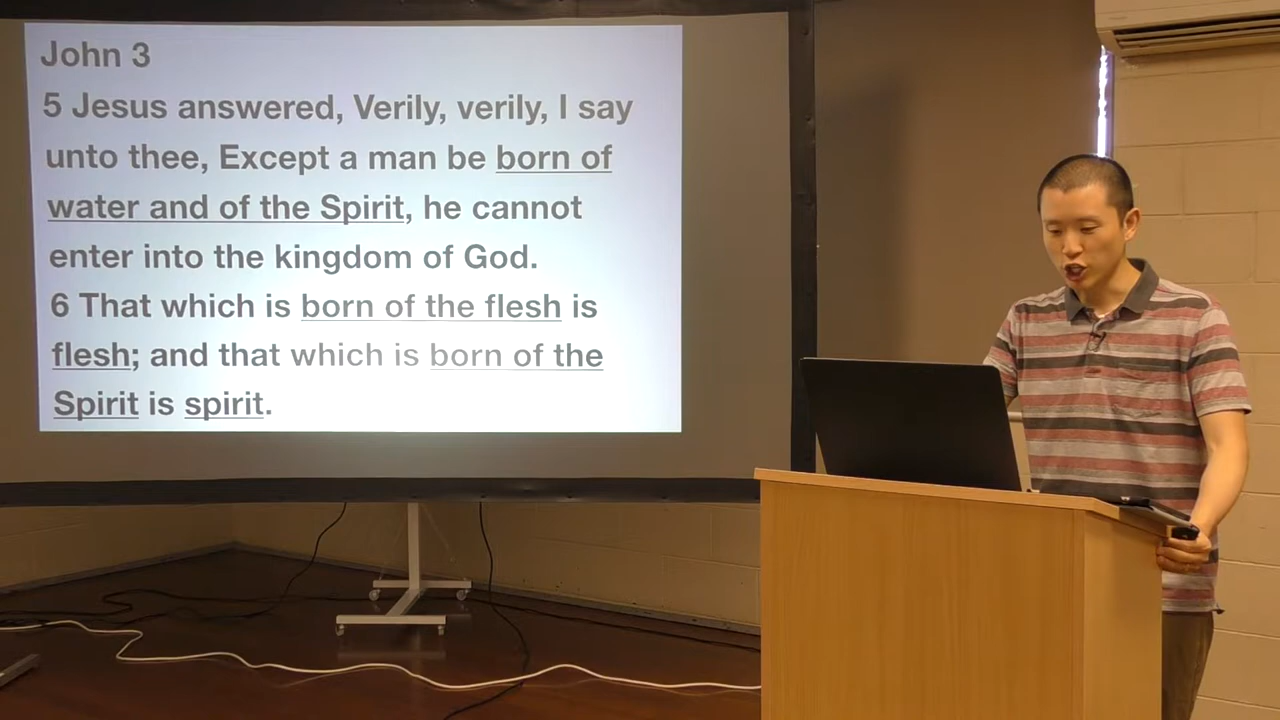 John 3
5 Jesus answered, Verily, verily, I say
unto thee, Except a man be born of
water and of the Spirit, he cannot
enter into the kingdom of God.
6 That which is born of the flesh is
flesh; and that which is born of the
Spirit is spirit.